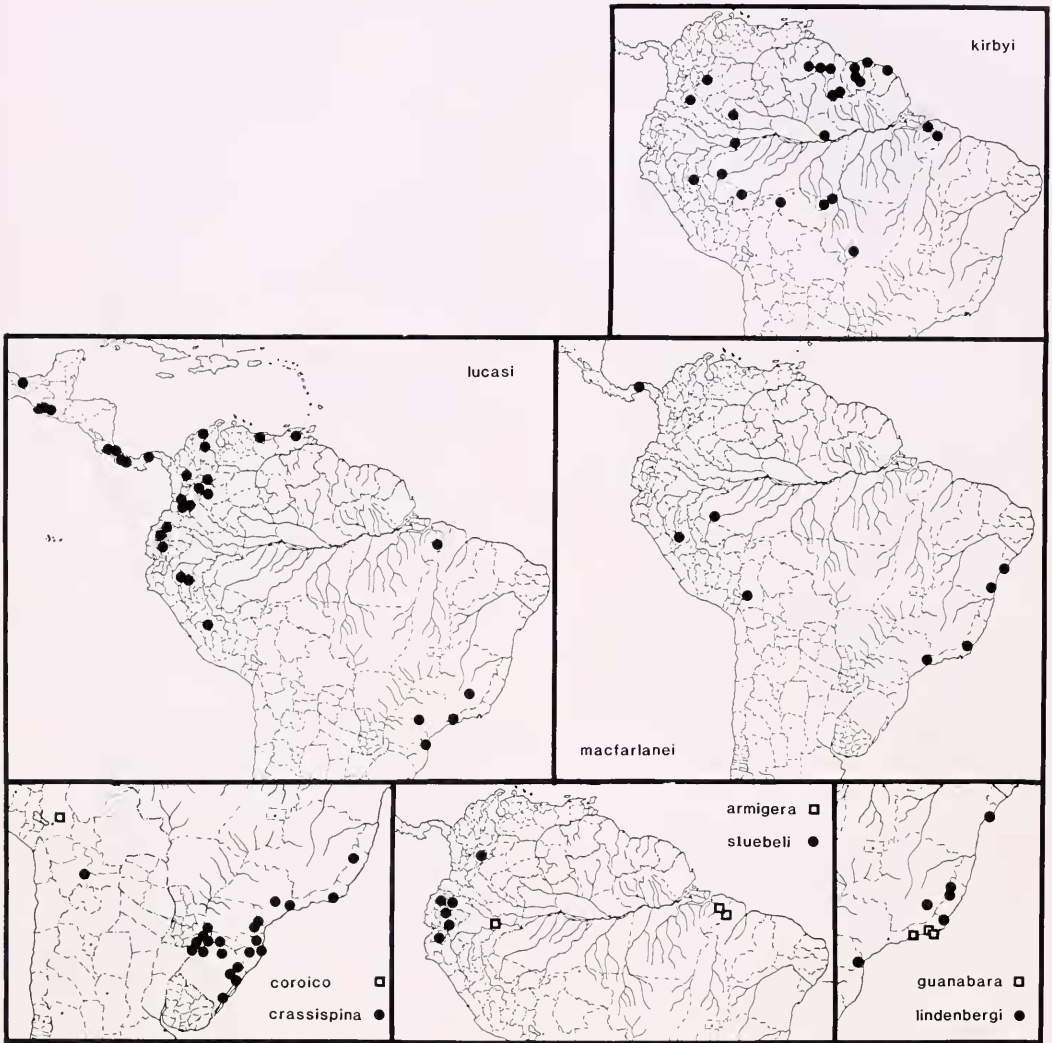 kirbyi
lucasi
macfarlanei
coroico
crassispina
armigera
stuebeli
guanabara
lindenbergi